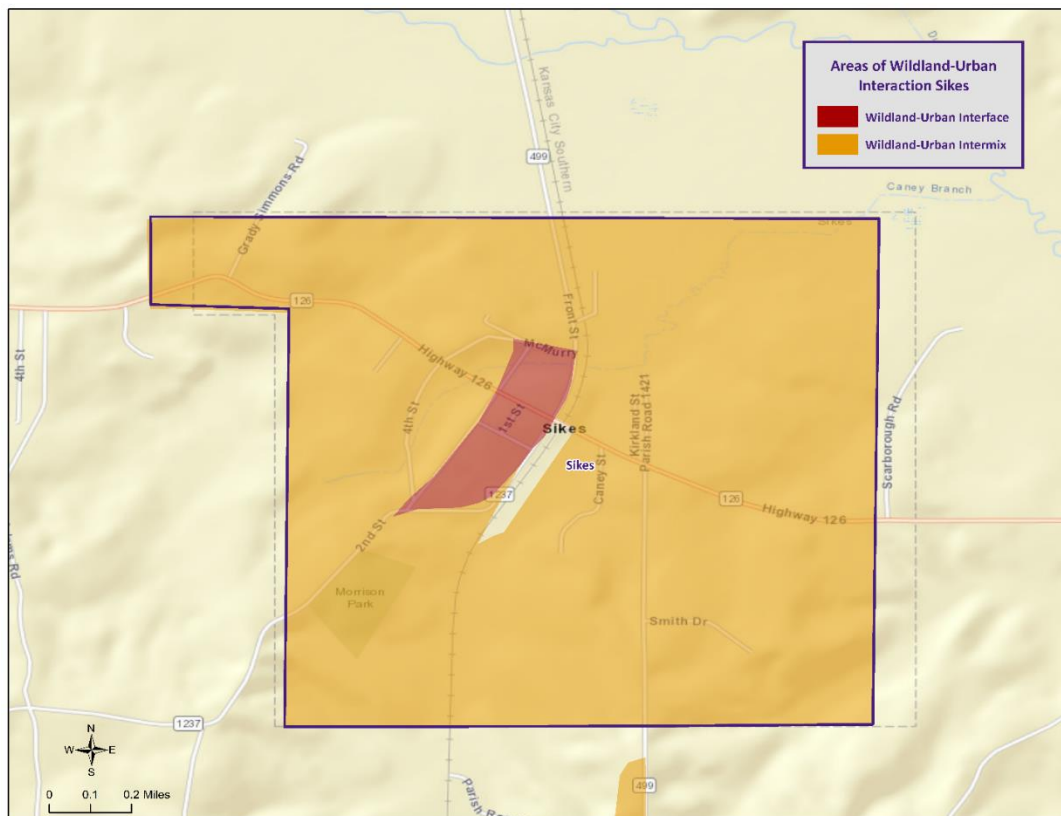 Areas of Wildland-Urban
Interaction Sikes
Wildland-Urban Interface
Wildland-Urban Intermix
Kansas City Southern
499
Caney Branch
Sikes
Grady Simmons Rd
126
Front St
McMurry
Highway 126
4th St
4th St
1st St
Sikes
Sikes
Kirkland St
Parish Road 1421
Scarborough Rd
Caney St
1237
126
Highway 126
2nd St
Morrison
Park
Smith Dr
1237
N
W
E
S
0 0.1 0.2 Miles
499